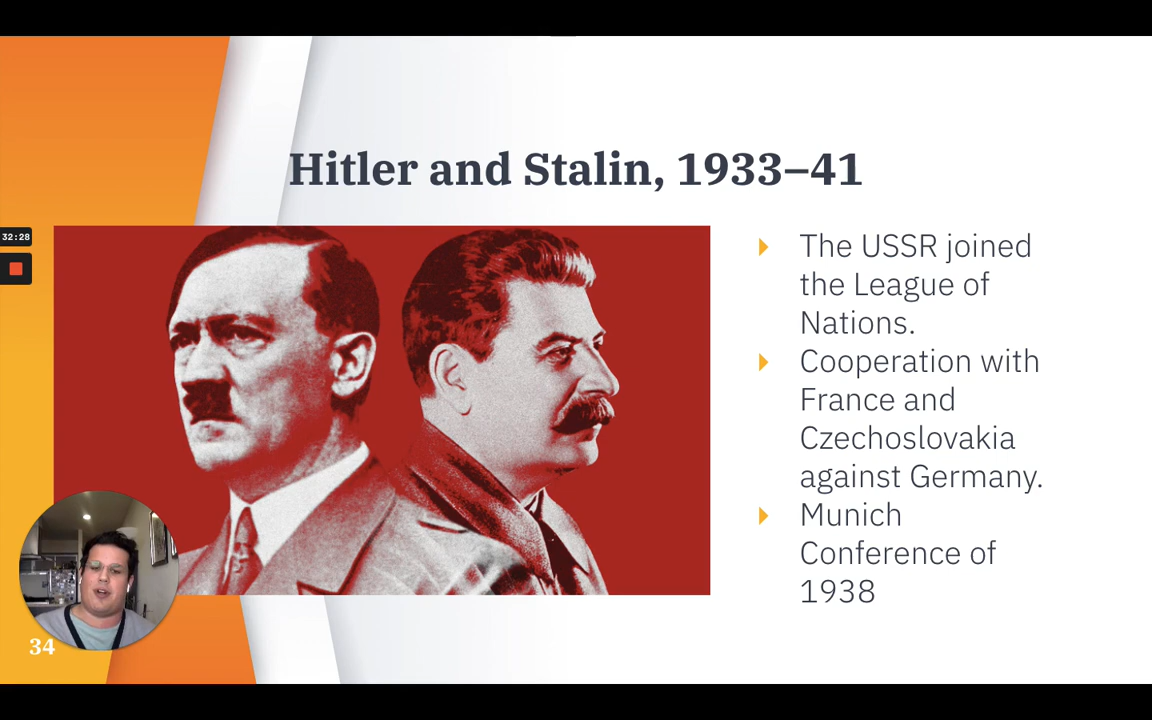 Hitler and Stalin, 1933–41
32:28
The USSR joined
the League of
Nations.
Cooperation with
France and
Czechoslovakia
against Germany.
Munich
Conference of
1938
34